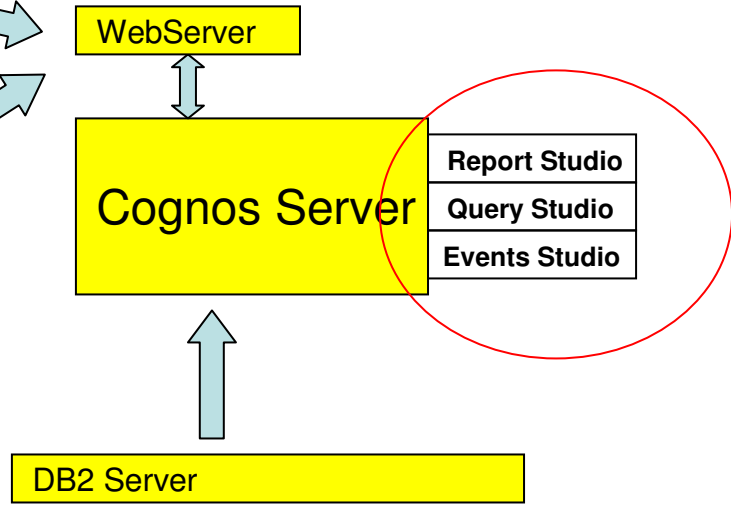 WebServer
Cognos Server
Report Studio
Query Studio
Events Studio
DB2 Server